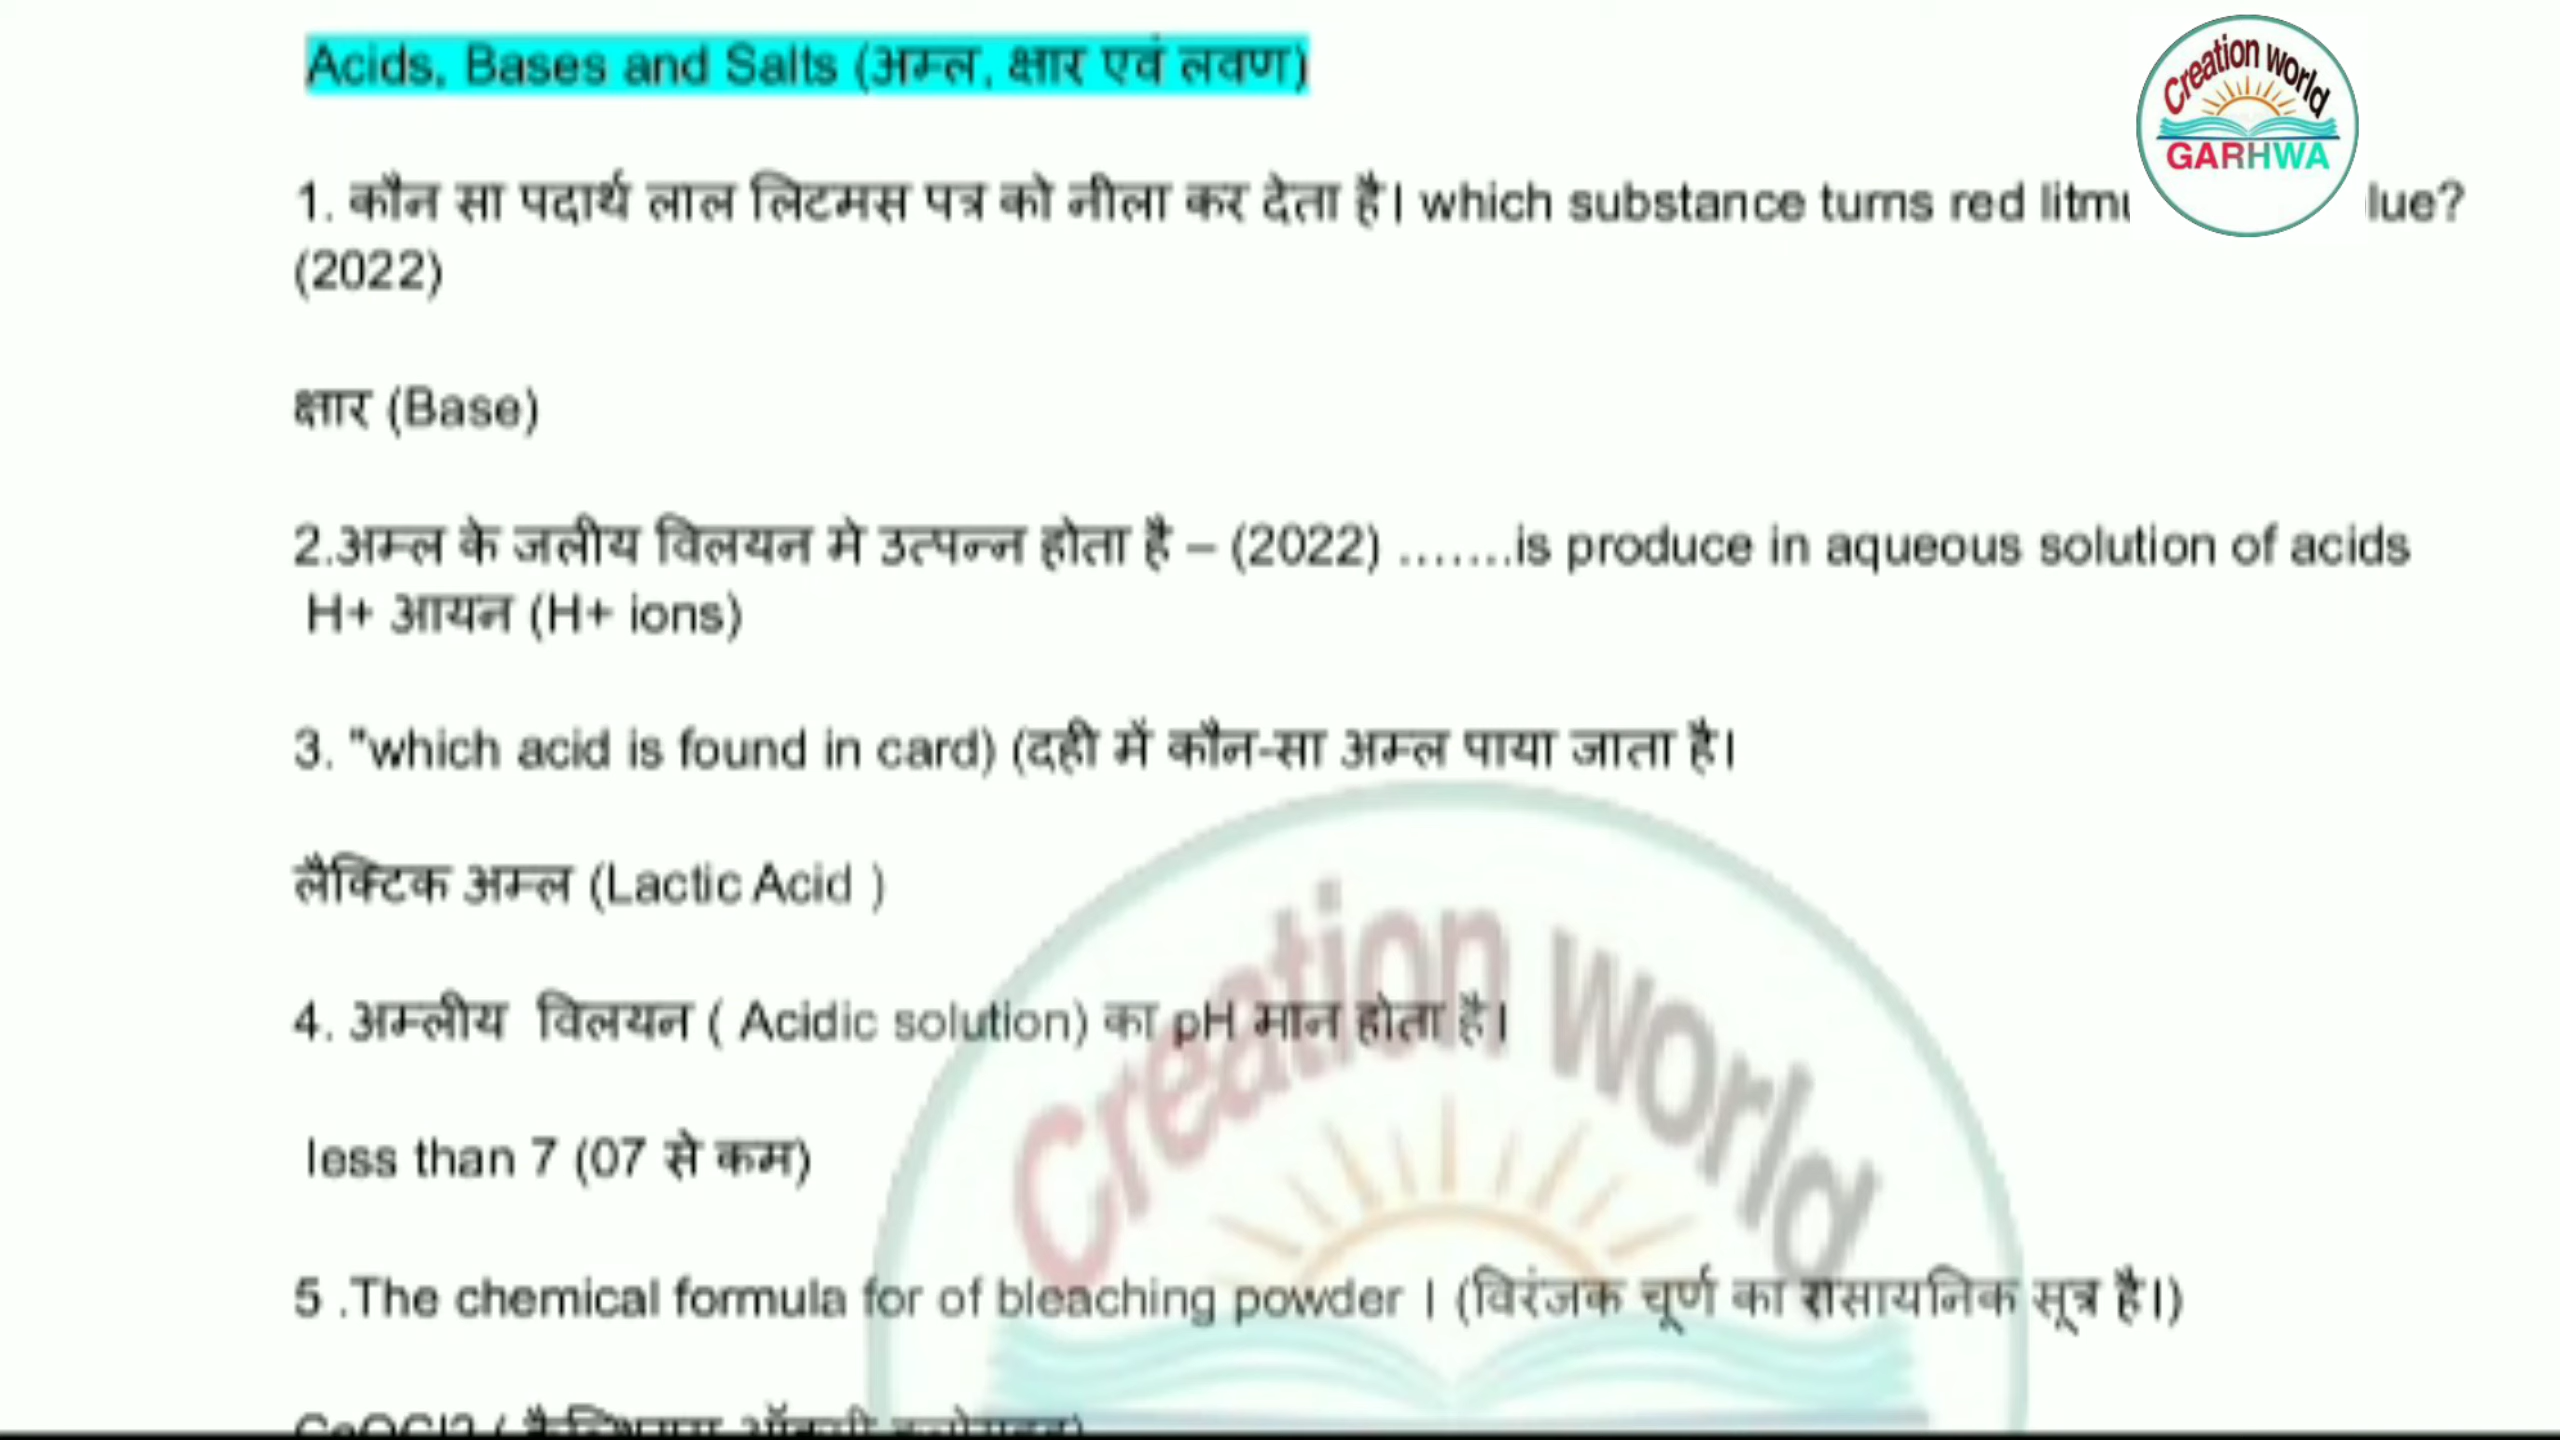 Acids, Bases and Salts (अम्ल, क्षार एवं लवण)
Creation World
GARHWA
1. कौन सा पदार्थ लाल लिटमस पत्र को नीला कर देता है। which substance turns red litmu lue?
(2022)
क्षार (Base)
2.अम्ल के जलीय विलयन मे उत्पन्न होता है – (2022) .......is produce in aqueous solution of acids
H+ आयन (H+ ions)
3. "which acid is found in card) (दही में कौन-सा अम्ल पाया जाता है।
लैक्टिक अम्ल (Lactic Acid )
4. अम्लीय विलयन ( Acidic solution) का pH मान होता है।
less than 7 (07 से कम)
5 .The chemical formula for of bleaching powder । (विरंजक चूर्ण का रासायनिक सूत्र है।)
Creation World